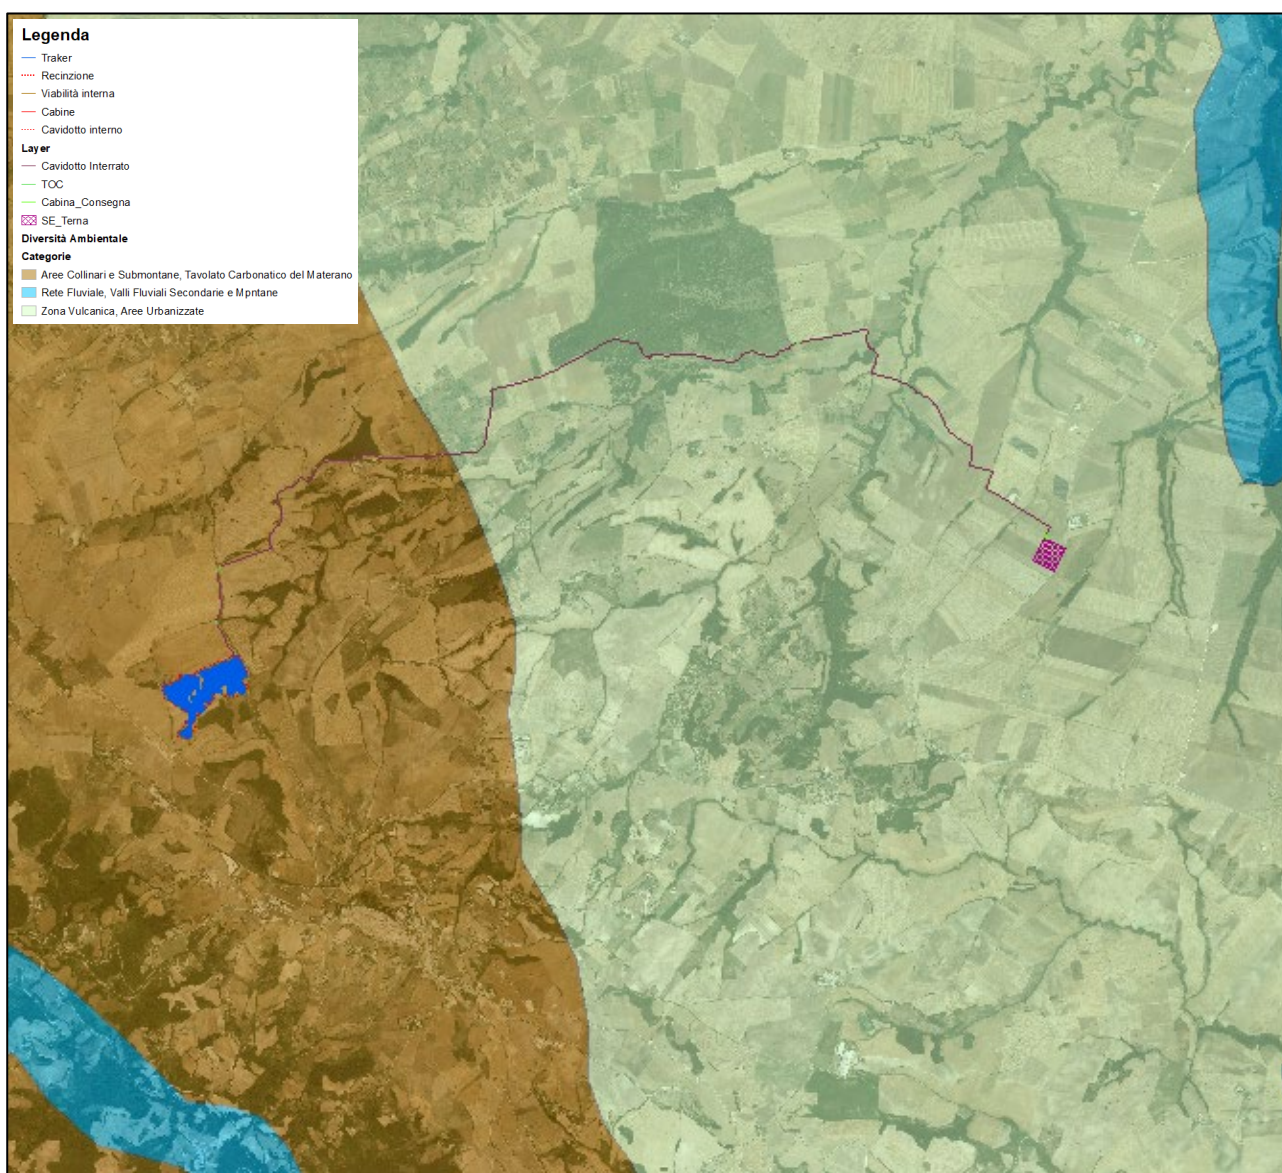 Legenda
Traker
Recinzione
Viabilità interna
Cabine
Cavidotto interno
Layer
Cavidotto Interrato
TOC
Cabina_Consegna
SE_Terna
Diversità Ambientale
Categorie
Aree Collinari e Submontane, Tavolato Carbonatico del Materano
Rete Fluviale, Valli Fluviali Secondarie e Mpntane
Zona Vulcanica, Aree Urbanizzate